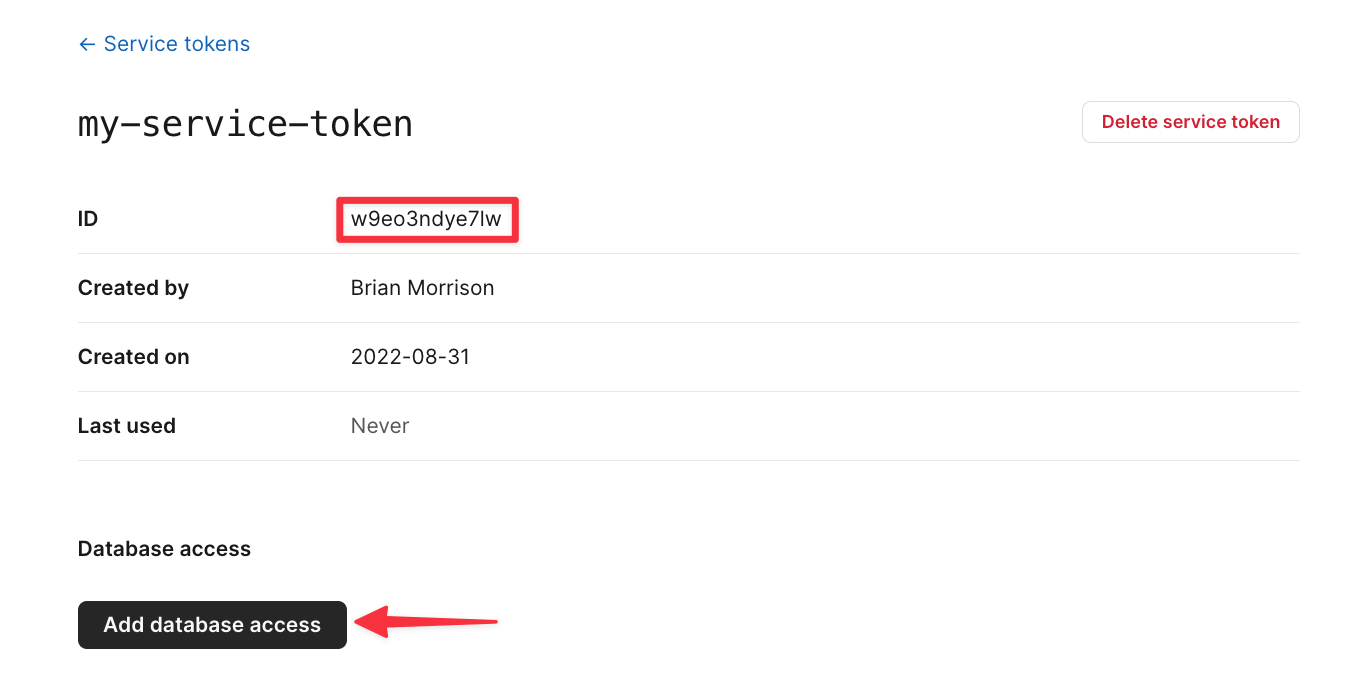 ← Service tokens
my-service-token
Delete service token
ID w9eo3ndye7lw
Created by Brian Morrison
Created on 2022-08-31
Last used Never
Database access
Add database access